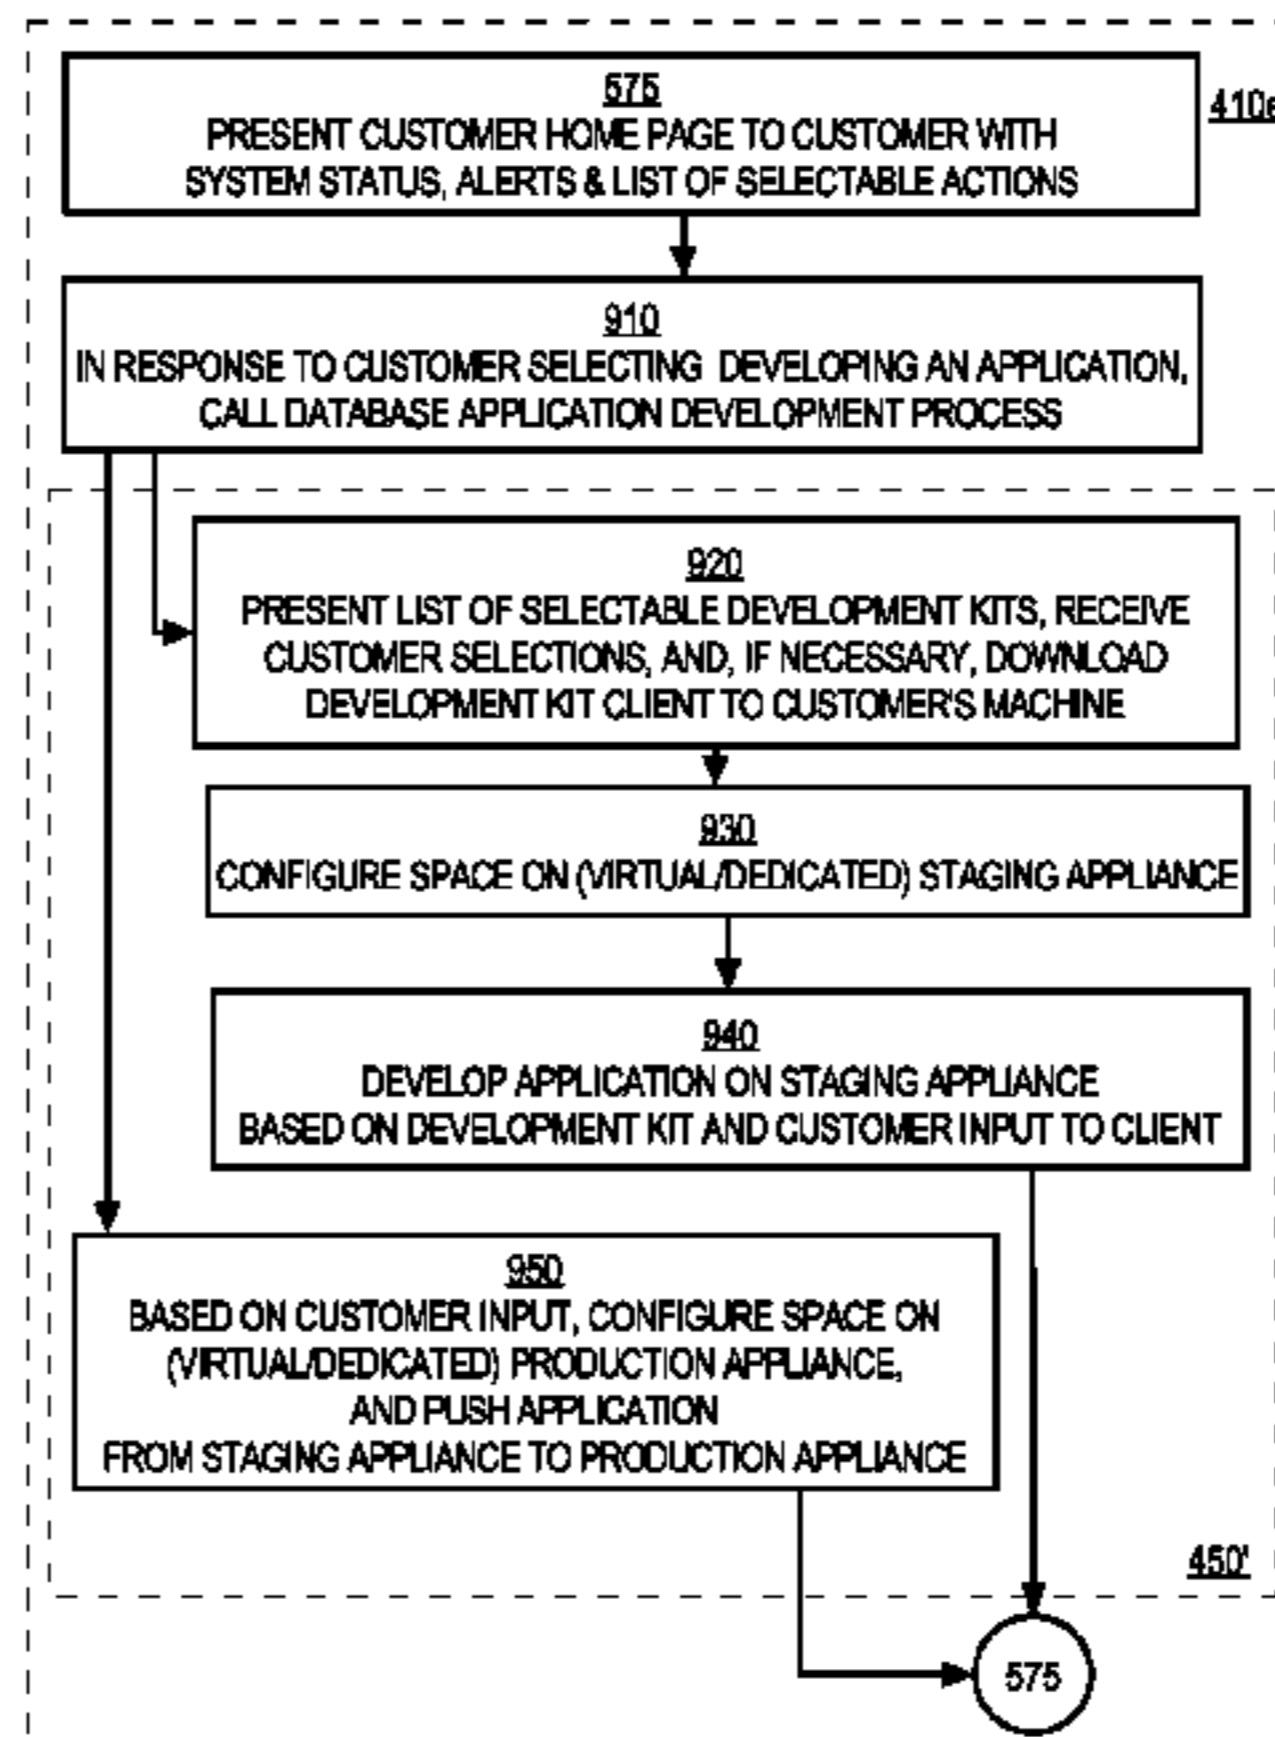 575
410e
PRESENT CUSTOMER HOME PAGE TO CUSTOMER WITH
SYSTEM STATUS, ALERTS & LIST OF SELECTABLE ACTIONS
910
IN RESPONSE TO CUSTOMER SELECTING DEVELOPING AN APPLICATION,
CALL DATABASE APPLICATION DEVELOPMENT PROCESS
920
PRESENT LIST OF SELECTABLE DEVELOPMENT KITS, RECEIVE
CUSTOMER SELECTIONS, AND, IF NECESSARY, DOWNLOAD
DEVELOPMENT KIT CLIENT TO CUSTOMER'S MACHINE
930
CONFIGURE SPACE ON (VIRTUAL/DEDICATED) STAGING APPLIANCE
940
DEVELOP APPLICATION ON STAGING APPLIANCE
BASED ON DEVELOPMENT KIT AND CUSTOMER INPUT TO CLIENT
950
BASED ON CUSTOMER INPUT, CONFIGURE SPACE ON
(VIRTUAL/DEDICATED) PRODUCTION APPLIANCE,
AND PUSH APPLICATION
FROM STAGING APPLIANCE TO PRODUCTION APPLIANCE
450'
575